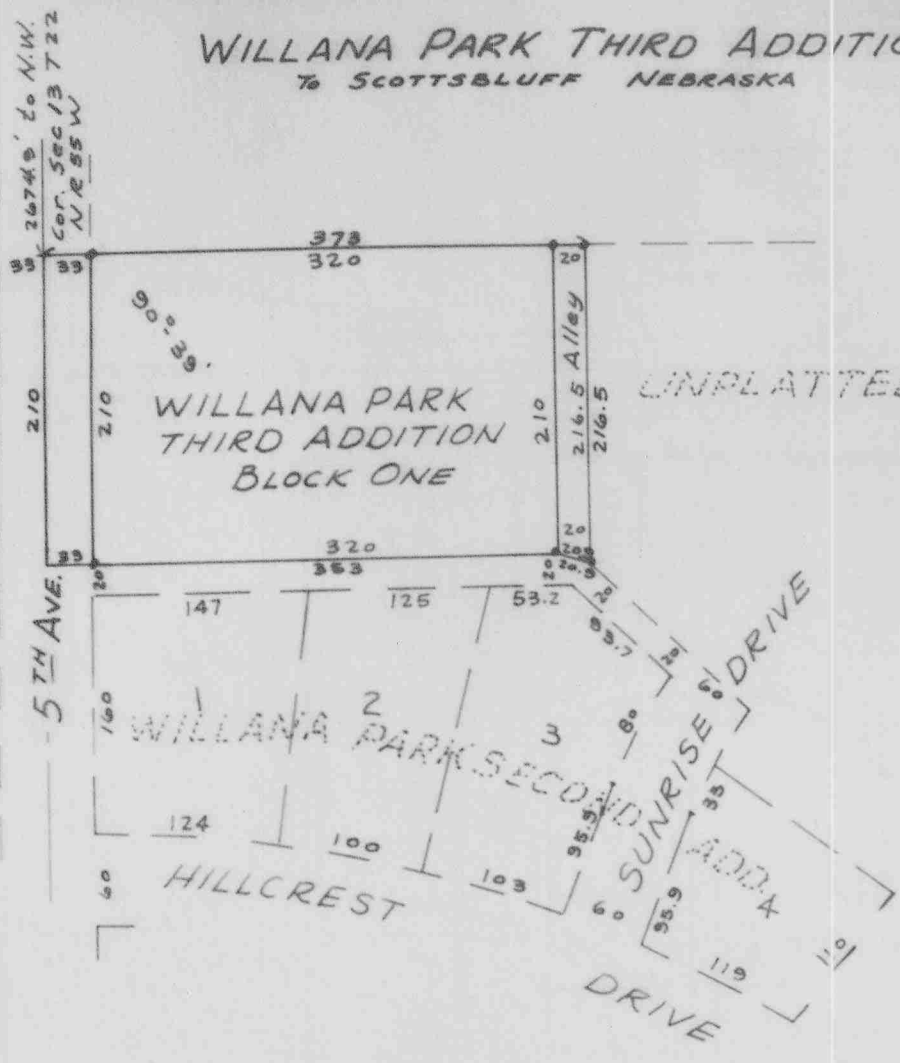 WILLANA PARK THIRD ADDITIO
To SCOTTSBLUFF NEBRASKA
2674.9' to N.W.
Cor. Sec 13 T 22
N R 55 W
373
33
33
320
20
90°-39'
210
210
WILLANA PARK
THIRD ADDITION
BLOCK ONE
210
216.5 Alley
216.5
UNPLATTE
33
320
353
20
20
20
20
20
20
5TH AVE.
147
125
53.2
83.7
20
60
DRIVE
160
1
2
3
80
WILLANA PARK SECOND ADD.
SUNRISE
35
95.9
95.9
4
124
100
103
60
HILLCREST
60
119
110
DRIVE